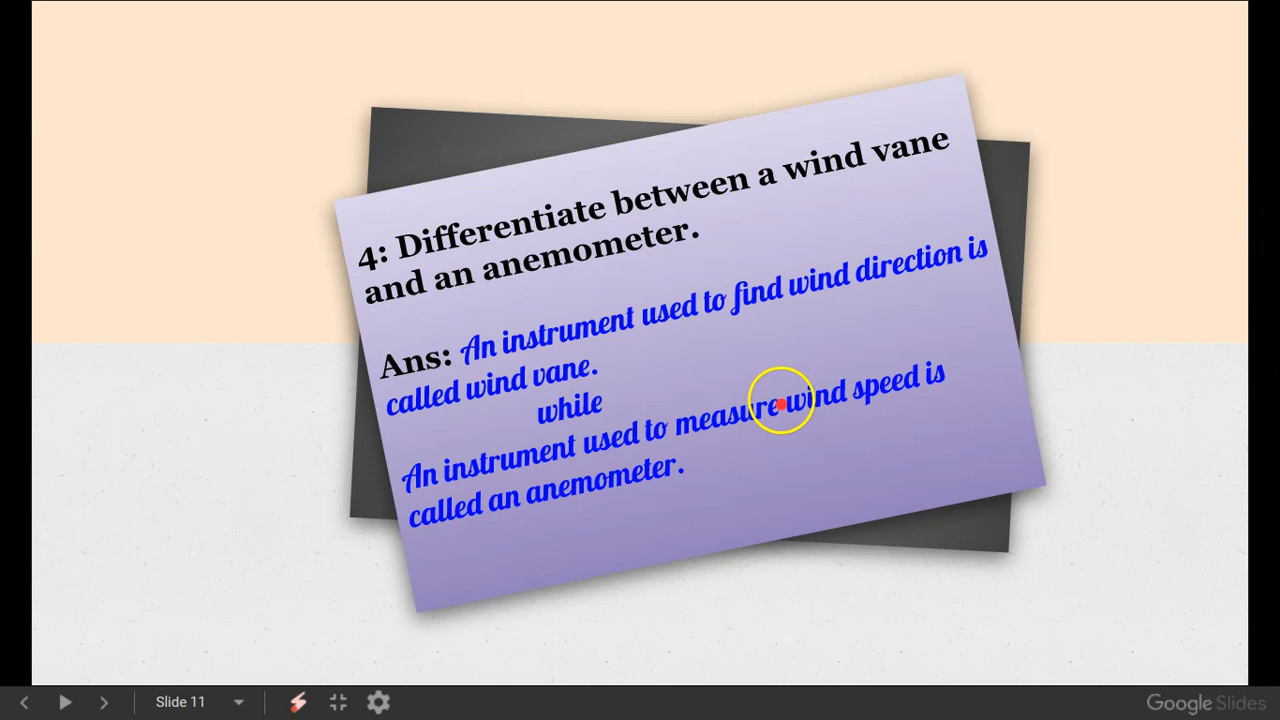 4: Differentiate between a wind vane
and an anemometer.
Ans: An instrument used to find wind direction is
called wind vane.
while
An instrument used to measure wind speed is
called an anemometer.
Slide 11
Google Slides